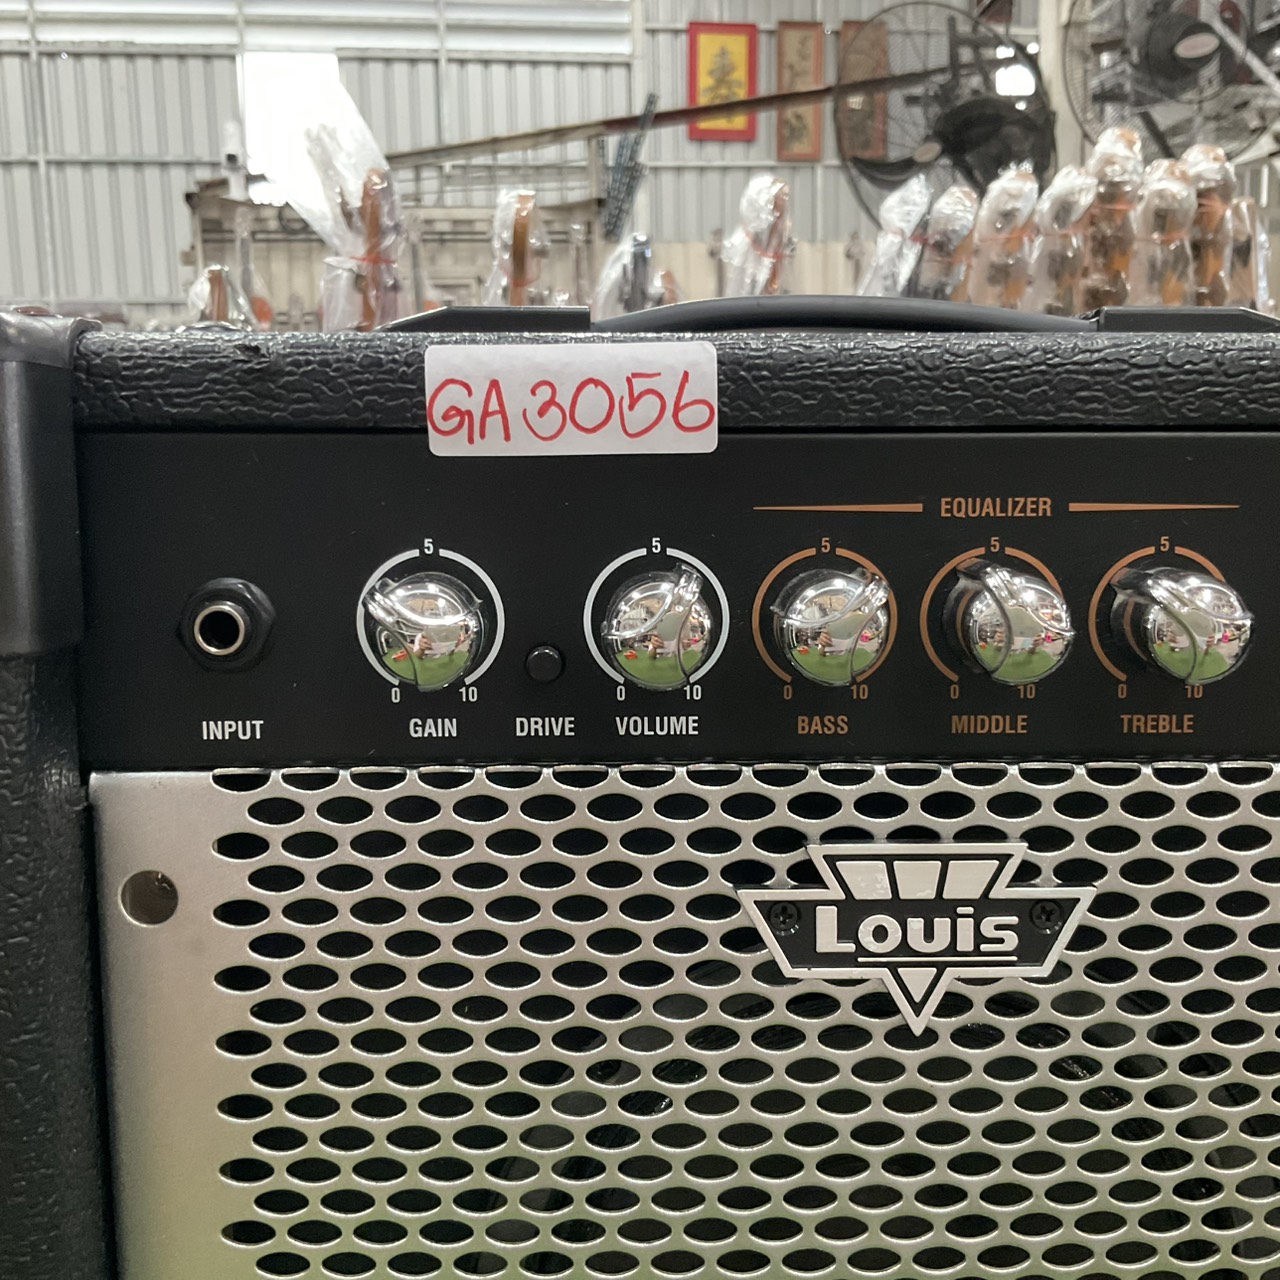 壽
GA3056
EQUALIZER
5 5 5 5 5
0 10 0 10 0 10 0 10 0 10
INPUT GAIN DRIVE VOLUME BASS MIDDLE TREBLE
Louis